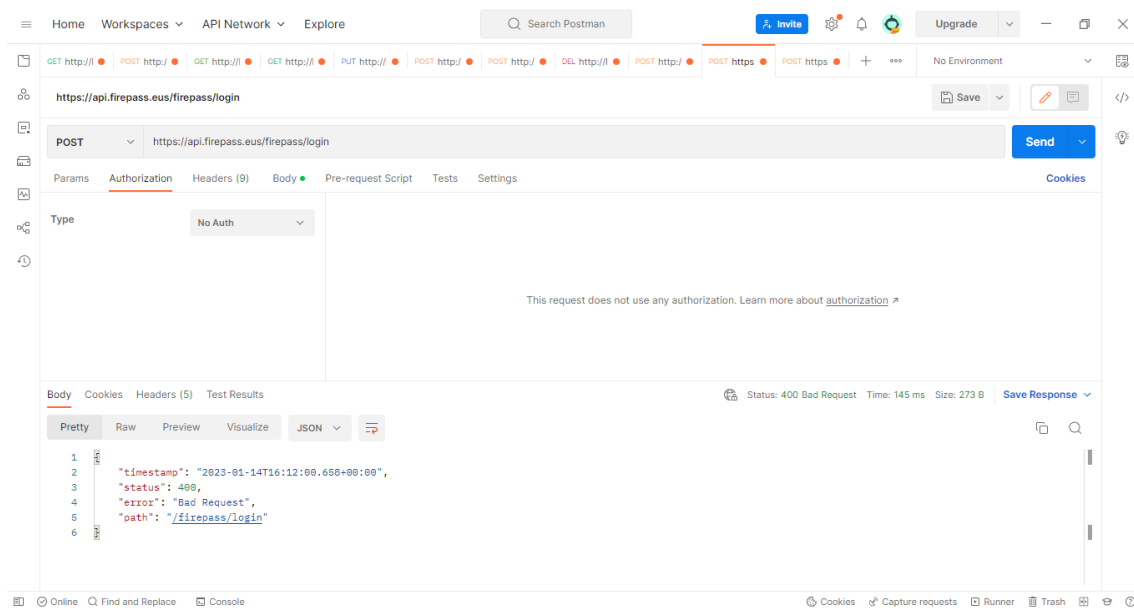 Home Workspaces API Network Explore Search Postman Invite Upgrade
GET http://l POST http:/ GET http://l GET http://l PUT http:// POST http:/ POST http:/ DEL http://l POST http:/ POST https POST https No Environment
https://api.firepass.eus/firepass/login Save
POST https://api.firepass.eus/firepass/login Send
Params Authorization Headers (9) Body Pre-request Script Tests Settings Cookies
Type No Auth
This request does not use any authorization. Learn more about authorization ↗
Body Cookies Headers (5) Test Results Status: 400 Bad Request Time: 145 ms Size: 273 B Save Response
Pretty Raw Preview Visualize JSON
1 {
2 "timestamp": "2023-01-14T16:12:00.658+00:00",
3 "status": 400,
4 "error": "Bad Request",
5 "path": "/firepass/login"
6 }
Online Find and Replace Console Cookies Capture requests Runner Trash